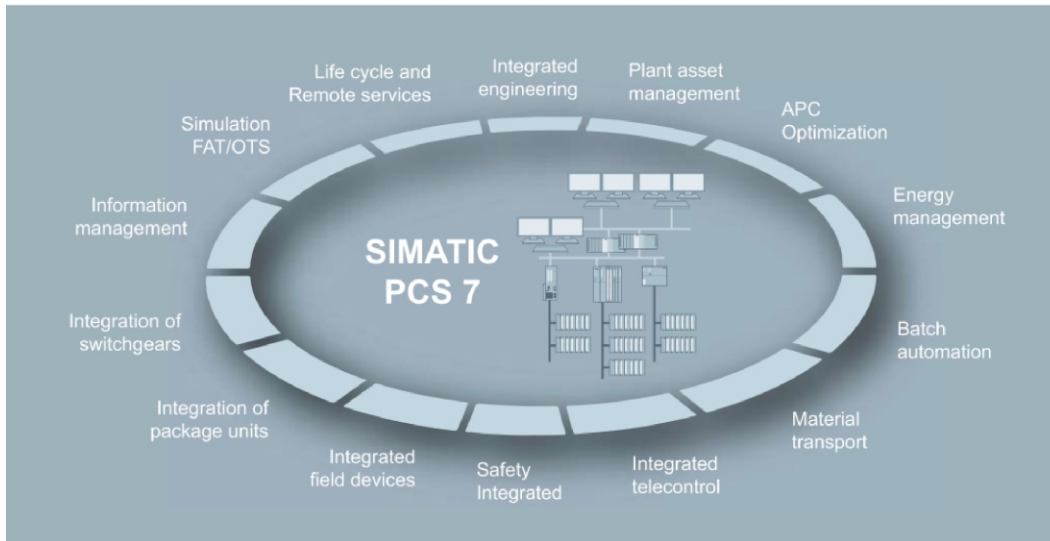 Integrated
engineering
Plant asset
management
APC
Optimization
Energy
management
Batch
automation
Material
transport
Integrated
telecontrol
Safety
Integrated
Integrated
field devices
Integration of
package units
Integration of
switchgears
Information
management
Simulation
FAT/OTS
Life cycle and
Remote services
SIMATIC
PCS 7